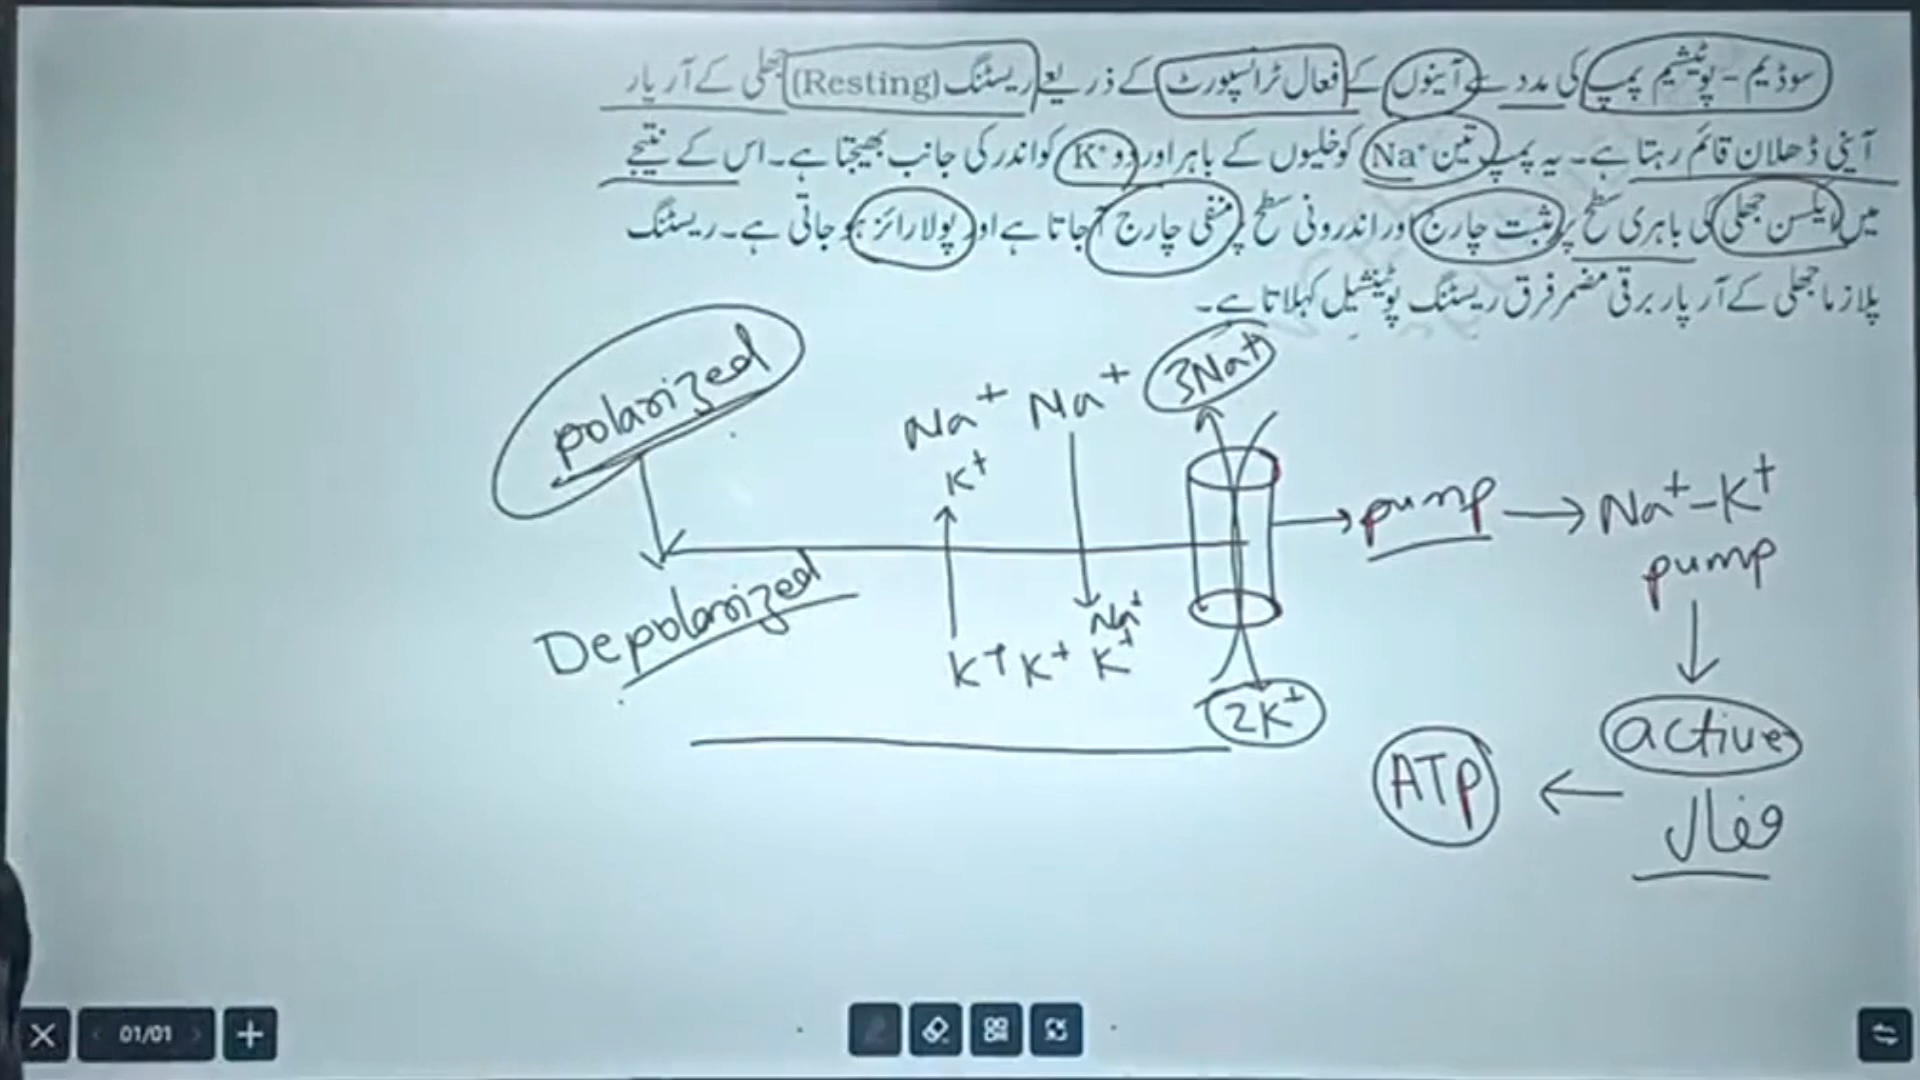 سوڈیم – پوٹیشیم پمپ کی مدد سے آینوں کے فعال ٹرانسپورٹ کے ذریعے ریسٹنگ (Resting) جھلی کے آر پار
آینی ڈھلان قائم رہتا ہے۔ یہ پمپ تین Na⁺ کو خلیوں کے باہر اور دو K⁺ کو اندر کی جانب بھیجتا ہے۔ اس کے نتیجے
میں ایکسن جھلی کی باہری سطح پر مثبت چارج اور اندرونی سطح پر منفی چارج آ جاتا ہے اور پولارائز ہو جاتی ہے۔ ریسٹنگ
پلازما جھلی کے آر پار برقی مضمر فرق ریسٹنگ پوٹینشیل کہلاتا ہے۔
polarized
Na⁺ Na⁺ 3Na⁺
K⁺
pump → Na⁺–K⁺
pump
Depolarized
Na⁺
K⁺ K⁺ K⁺
2K⁺
active
ATP ← فعال
01/01